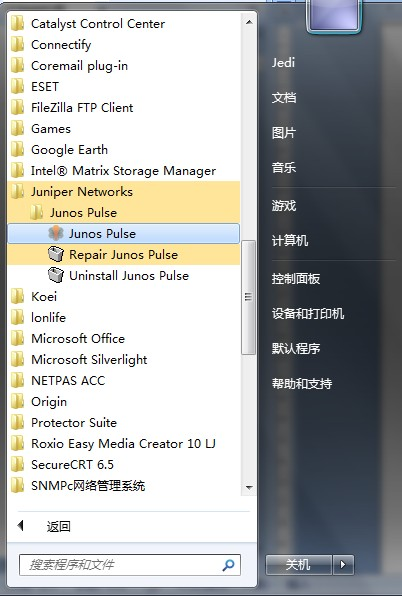 Catalyst Control Center
Connectify
Coremail plug-in
ESET
FileZilla FTP Client
Games
Google Earth
Intel® Matrix Storage Manager
Juniper Networks
Junos Pulse
Junos Pulse
Repair Junos Pulse
Uninstall Junos Pulse
Koei
lonlife
Microsoft Office
Microsoft Silverlight
NETPAS ACC
Origin
Protector Suite
Roxio Easy Media Creator 10 LJ
SecureCRT 6.5
SNMPc网络管理系统
返回
搜索程序和文件
Jedi
文档
图片
音乐
游戏
计算机
控制面板
设备和打印机
默认程序
帮助和支持
关机